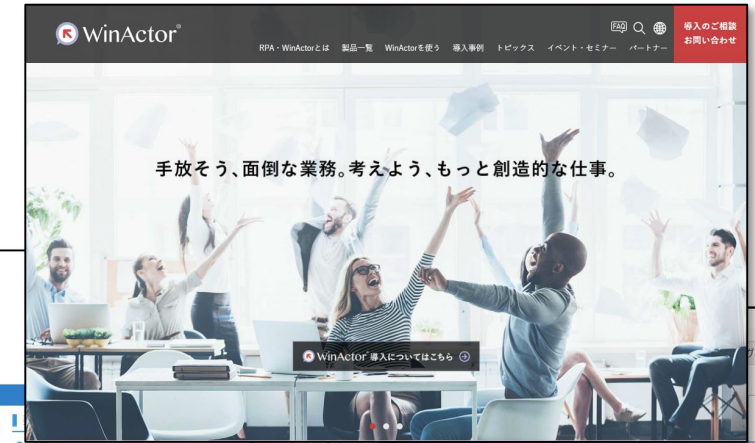 WinActor®
FAQ
導入のご相談
お問い合わせ
RPA・WinActorとは 製品一覧 WinActorを使う 導入事例 トピックス イベント・セミナー パートナー
手放そう、面倒な業務。考えよう、もっと創造的な仕事。
WinActor® 導入についてはこちら